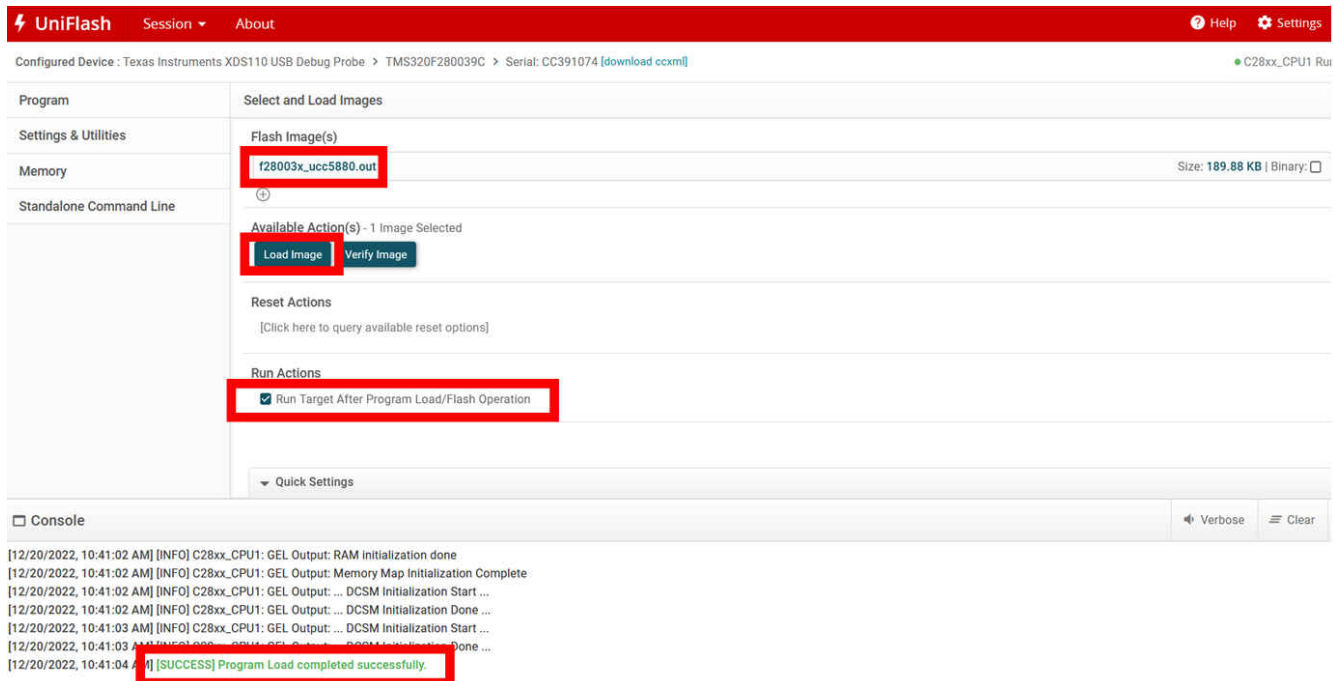 UniFlash Session About Help Settings
Configured Device : Texas Instruments XDS110 USB Debug Probe > TMS320F280039C > Serial: CC391074 [download ccxml] C28xx_CPU1 Ru
Program
Settings & Utilities
Memory
Standalone Command Line
Select and Load Images
Flash Image(s)
f28003x_ucc5880.out Size: 189.88 KB | Binary:
Available Action(s) - 1 Image Selected
Load Image Verify Image
Reset Actions
[Click here to query available reset options]
Run Actions
Run Target After Program Load/Flash Operation
Quick Settings
Console Verbose Clear
[12/20/2022, 10:41:02 AM] [INFO] C28xx_CPU1: GEL Output: RAM initialization done
[12/20/2022, 10:41:02 AM] [INFO] C28xx_CPU1: GEL Output: Memory Map Initialization Complete
[12/20/2022, 10:41:02 AM] [INFO] C28xx_CPU1: GEL Output: ... DCSM Initialization Start ...
[12/20/2022, 10:41:02 AM] [INFO] C28xx_CPU1: GEL Output: ... DCSM Initialization Done ...
[12/20/2022, 10:41:03 AM] [INFO] C28xx_CPU1: GEL Output: ... DCSM Initialization Start ...
[12/20/2022, 10:41:03 Done ...
[12/20/2022, 10:41:04 AM] [SUCCESS] Program Load completed successfully.